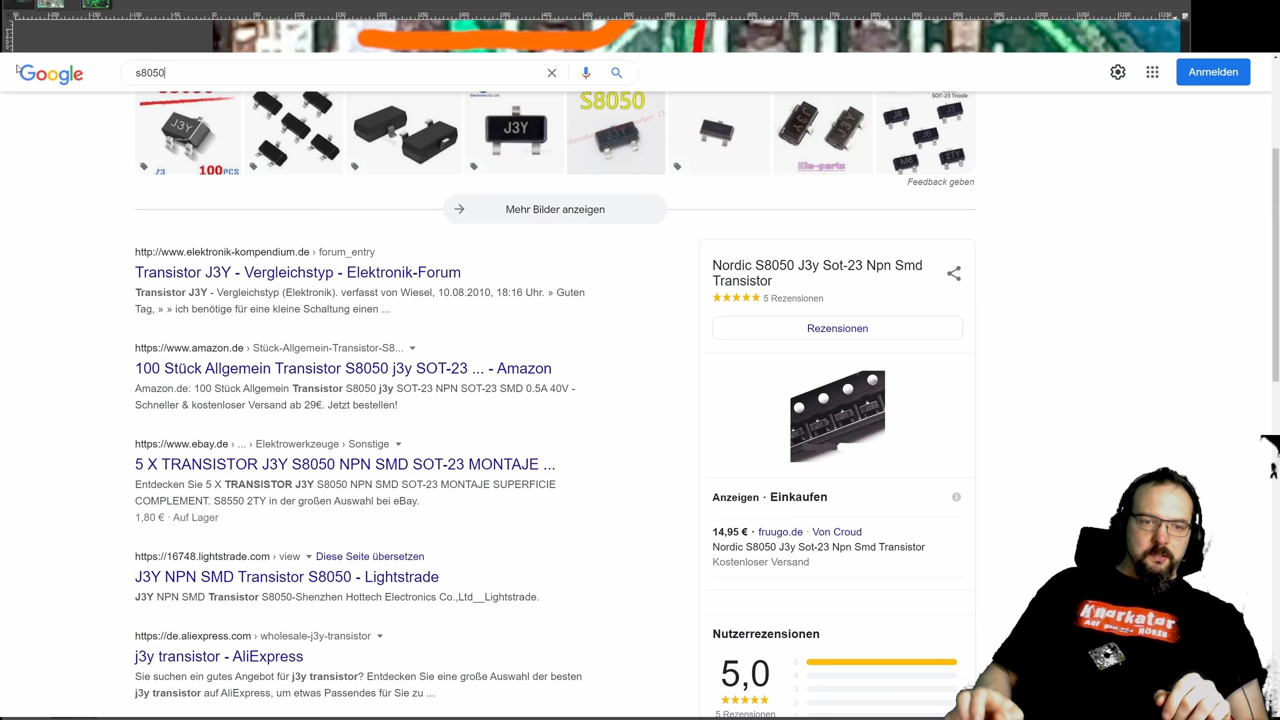 Google
s8050
Anmelden
J3Y
100PCS
J3Y
S8050
SOT-23 Triode
Feedback geben
Mehr Bilder anzeigen
http://www.elektronik-kompendium.de › forum_entry
Transistor J3Y - Vergleichstyp - Elektronik-Forum
Transistor J3Y - Vergleichstyp (Elektronik). verfasst von Wiesel, 10.08.2010, 18:16 Uhr. » Guten
Tag, » » ich benötige für eine kleine Schaltung einen ...
https://www.amazon.de › Stück-Allgemein-Transistor-S8...
100 Stück Allgemein Transistor S8050 j3y SOT-23 ... - Amazon
Amazon.de: 100 Stück Allgemein Transistor S8050 j3y SOT-23 NPN SOT-23 SMD 0.5A 40V -
Schneller & kostenloser Versand ab 29€. Jetzt bestellen!
https://www.ebay.de › ... › Elektrowerkzeuge › Sonstige
5 X TRANSISTOR J3Y S8050 NPN SMD SOT-23 MONTAJE ...
Entdecken Sie 5 X TRANSISTOR J3Y S8050 NPN SMD SOT-23 MONTAJE SUPERFICIE
COMPLEMENT. S8550 2TY in der großen Auswahl bei eBay.
1,80 € · Auf Lager
https://16748.lightstrade.com › view Diese Seite übersetzen
J3Y NPN SMD Transistor S8050 - Lightstrade
J3Y NPN SMD Transistor S8050-Shenzhen Hottech Electronics Co.,Ltd__Lightstrade.
https://de.aliexpress.com › wholesale-j3y-transistor
j3y transistor - AliExpress
Sie suchen ein gutes Angebot für j3y transistor? Entdecken Sie eine große Auswahl der besten
j3y transistor auf AliExpress, um etwas Passendes für Sie zu ...
Nordic S8050 J3y Sot-23 Npn Smd
Transistor
5 Rezensionen
Rezensionen
Anzeigen · Einkaufen
14,95 € · fruugo.de · Von Croud
Nordic S8050 J3y Sot-23 Npn Smd Transistor
Kostenloser Versand
Nutzerrezensionen
5,0
5 Rezensionen
5
4
3
2
Knorkator